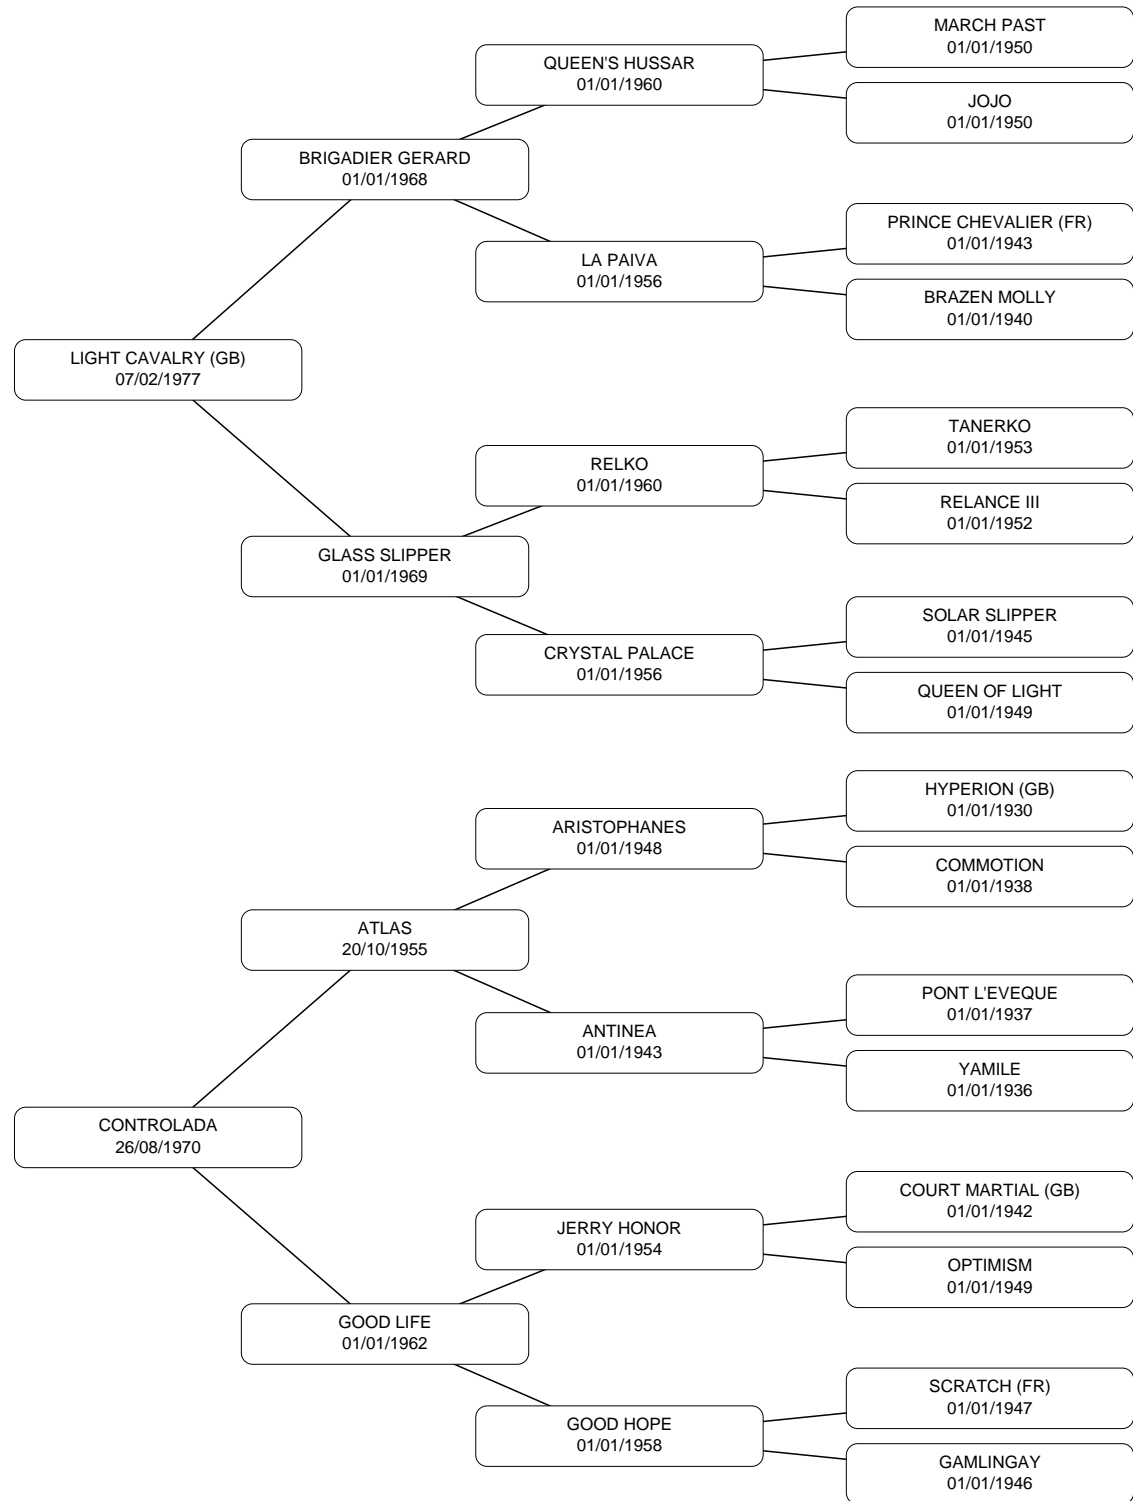 MARCH PAST
01/01/1950
QUEEN'S HUSSAR
01/01/1960
JOJO
01/01/1950
BRIGADIER GERARD
01/01/1968
PRINCE CHEVALIER (FR)
01/01/1943
LA PAIVA
01/01/1956
BRAZEN MOLLY
01/01/1940
LIGHT CAVALRY (GB)
07/02/1977
TANERKO
01/01/1953
RELKO
01/01/1960
RELANCE III
01/01/1952
GLASS SLIPPER
01/01/1969
SOLAR SLIPPER
01/01/1945
CRYSTAL PALACE
01/01/1956
QUEEN OF LIGHT
01/01/1949
HYPERION (GB)
01/01/1930
ARISTOPHANES
01/01/1948
COMMOTION
01/01/1938
ATLAS
20/10/1955
PONT L'EVEQUE
01/01/1937
ANTINEA
01/01/1943
YAMILE
01/01/1936
CONTROLADA
26/08/1970
COURT MARTIAL (GB)
01/01/1942
JERRY HONOR
01/01/1954
OPTIMISM
01/01/1949
GOOD LIFE
01/01/1962
SCRATCH (FR)
01/01/1947
GOOD HOPE
01/01/1958
GAMLINGAY
01/01/1946